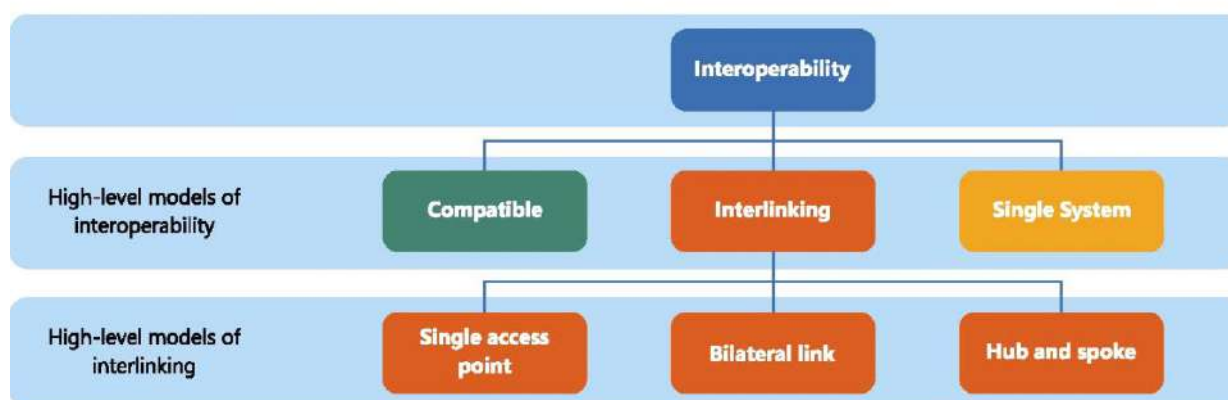 Interoperability
High-level models of
interoperability
Compatible
Interlinking
Single System
High-level models of
interlinking
Single access
point
Bilateral link
Hub and spoke